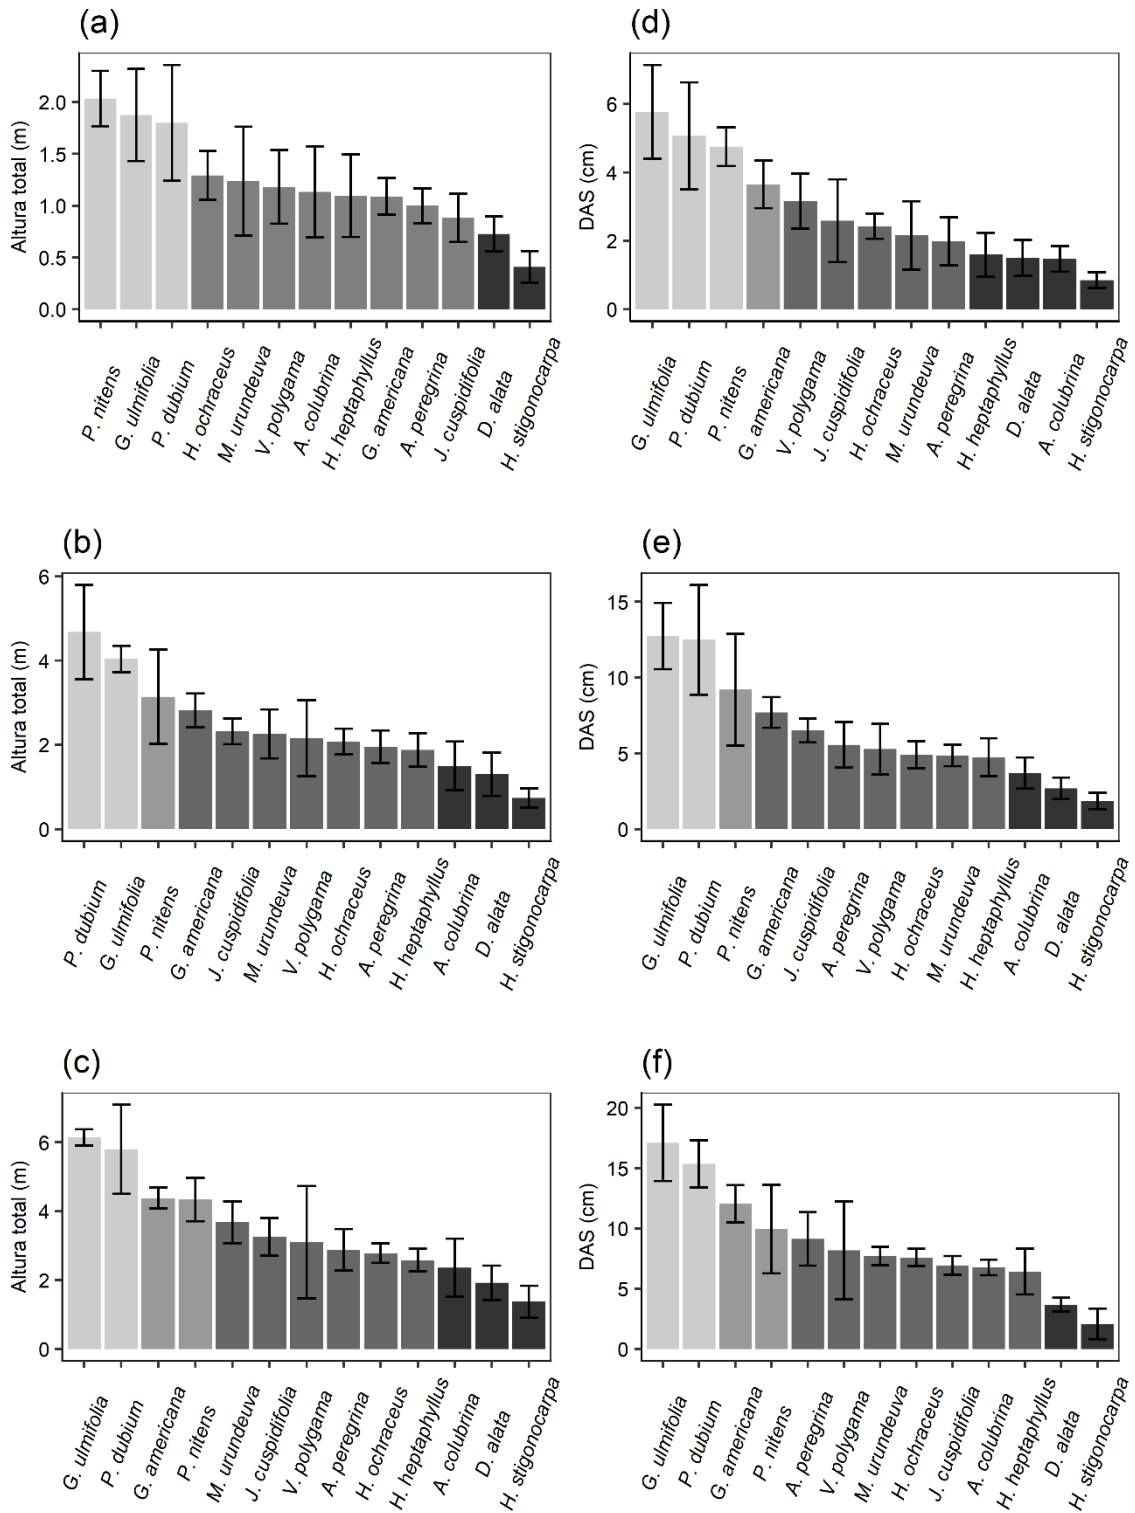 (a)
Altura total (m)
2.0
1.5
1.0
0.5
0.0
P. nitens
G. ulmifolia
P. dubium
H. ochraceus
M. urundeuva
V. polygama
A. colubrina
H. heptaphyllus
G. americana
A. peregrina
J. cuspidifolia
D. alata
H. stigonocarpa
(d)
DAS (cm)
6
4
2
0
G. ulmifolia
P. dubium
P. nitens
G. americana
V. polygama
J. cuspidifolia
H. ochraceus
M. urundeuva
A. peregrina
H. heptaphyllus
D. alata
A. colubrina
H. stigonocarpa
(b)
Altura total (m)
6
4
2
0
P. dubium
G. ulmifolia
P. nitens
G. americana
J. cuspidifolia
M. urundeuva
V. polygama
H. ochraceus
A. peregrina
H. heptaphyllus
A. colubrina
D. alata
H. stigonocarpa
(e)
DAS (cm)
15
10
5
0
G. ulmifolia
P. dubium
P. nitens
G. americana
J. cuspidifolia
A. peregrina
V. polygama
H. ochraceus
M. urundeuva
H. heptaphyllus
A. colubrina
D. alata
H. stigonocarpa
(c)
Altura total (m)
6
4
2
0
G. ulmifolia
P. dubium
G. americana
P. nitens
M. urundeuva
J. cuspidifolia
V. polygama
A. peregrina
H. ochraceus
H. heptaphyllus
A. colubrina
D. alata
H. stigonocarpa
(f)
DAS (cm)
20
15
10
5
0
G. ulmifolia
P. dubium
G. americana
P. nitens
A. peregrina
V. polygama
M. urundeuva
H. ochraceus
J. cuspidifolia
A. colubrina
H. heptaphyllus
D. alata
H. stigonocarpa